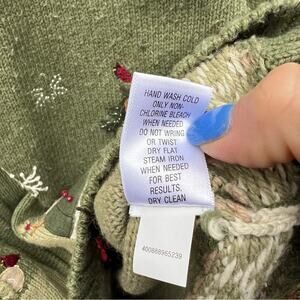 HAND WASH COLD
ONLY NON-
CHLORINE BLEACH
WHEN NEEDED
DO NOT WRING
OR TWIST
DRY FLAT
STEAM IRON
WHEN NEEDED
FOR BEST
RESULTS,
DRY CLEAN
400888965239